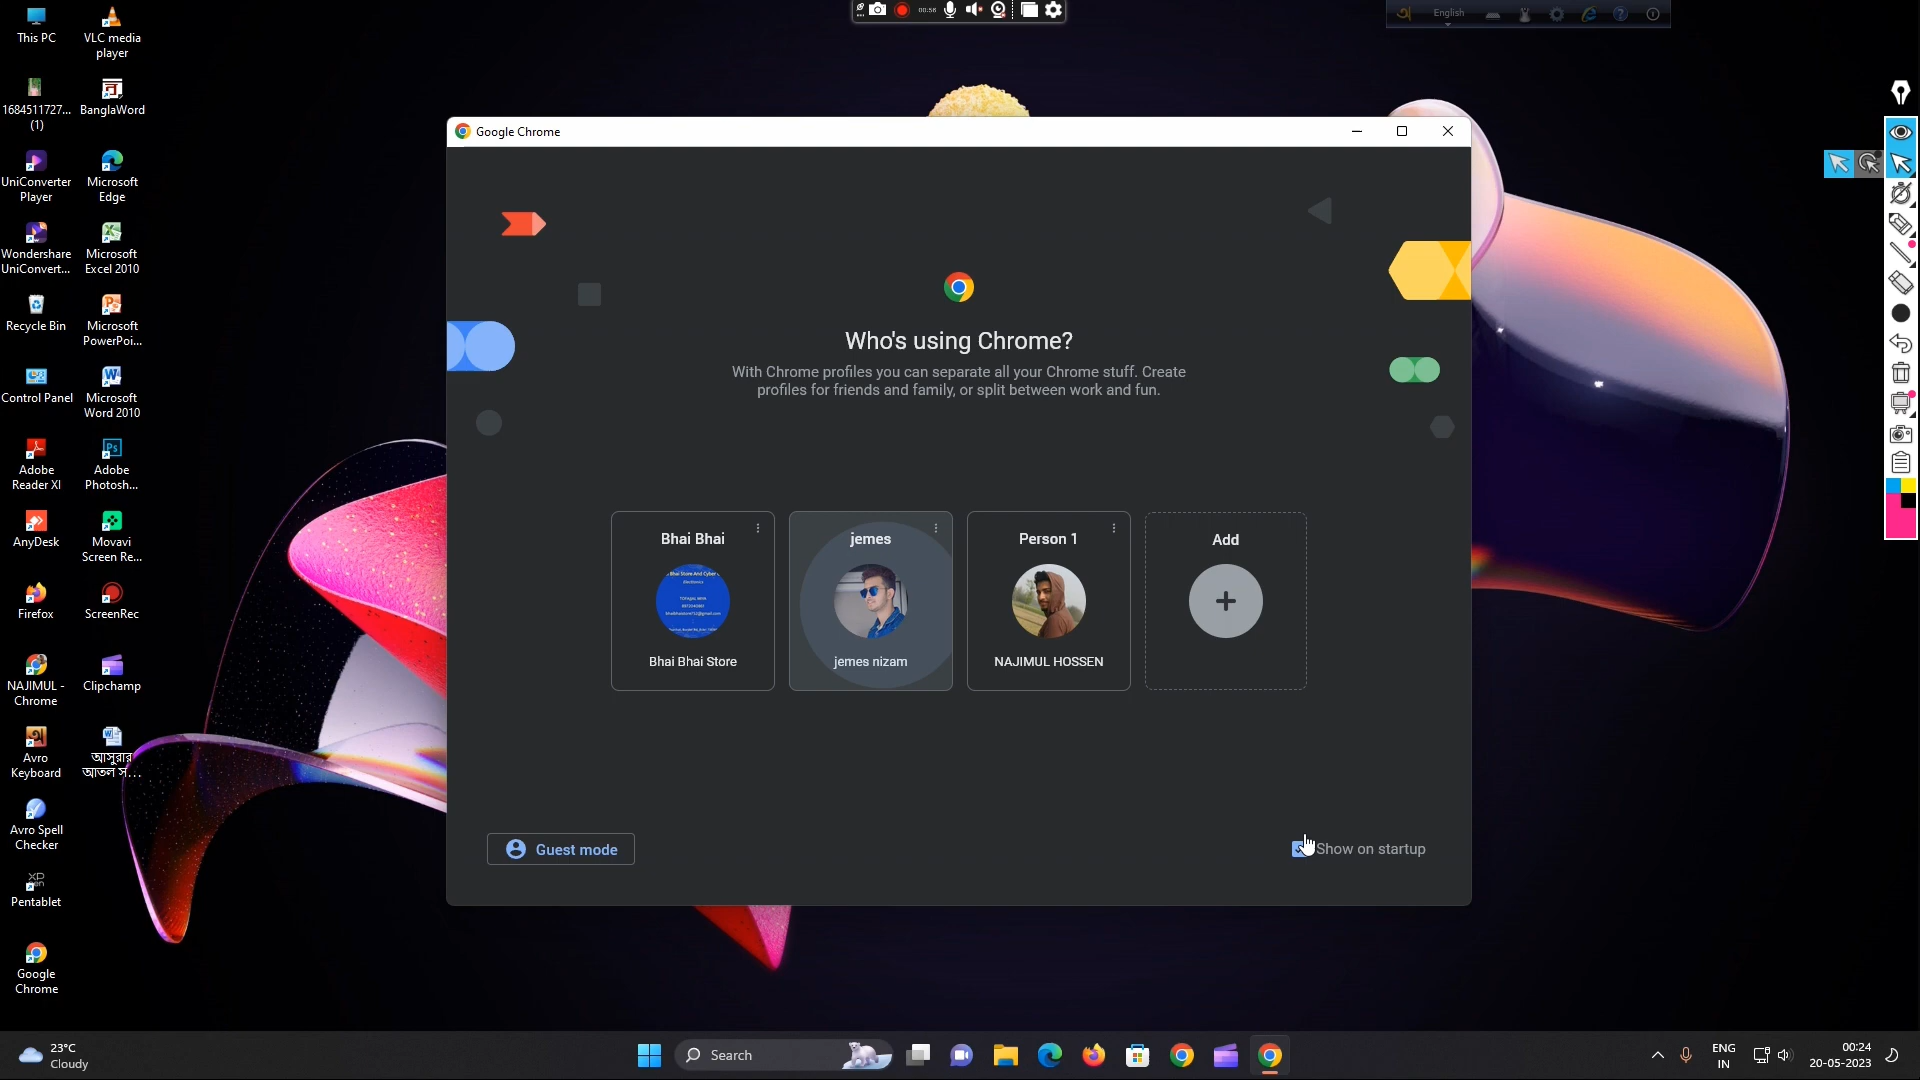 This PC
VLC media
player
1684511727...
(1)
BanglaWord
UniConverter
Player
Microsoft
Edge
Wondershare
UniConvert...
Microsoft
Excel 2010
Recycle Bin
Microsoft
PowerPoi...
Control Panel
Microsoft
Word 2010
Adobe
Reader XI
Adobe
Photosh...
AnyDesk
Movavi
Screen Re...
Firefox
ScreenRec
NAJIMUL -
Chrome
Clipchamp
Avro
Keyboard
আসুরার
আতল স...
Avro Spell
Checker
Pentablet
Google
Chrome
00:56
English
Google Chrome
Who's using Chrome?
With Chrome profiles you can separate all your Chrome stuff. Create
profiles for friends and family, or split between work and fun.
Bhai Bhai
Bhai Bhai Store
jemes
jemes nizam
Person 1
NAJIMUL HOSSEN
Add
Guest mode
Show on startup
23°C
Cloudy
Search
ENG
IN
00:24
20-05-2023